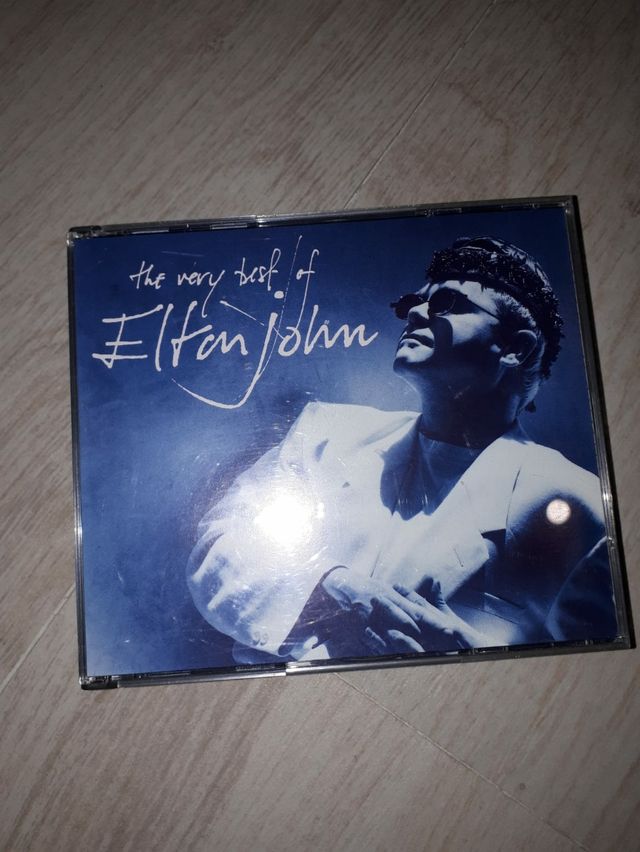 the very best of
Elton john